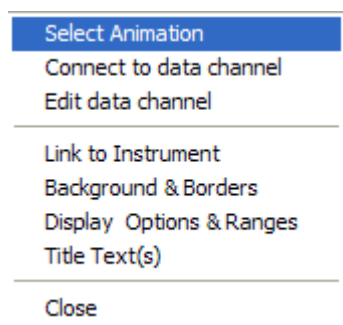 Select Animation
Connect to data channel
Edit data channel
Link to Instrument
Background & Borders
Display Options & Ranges
Title Text(s)
Close